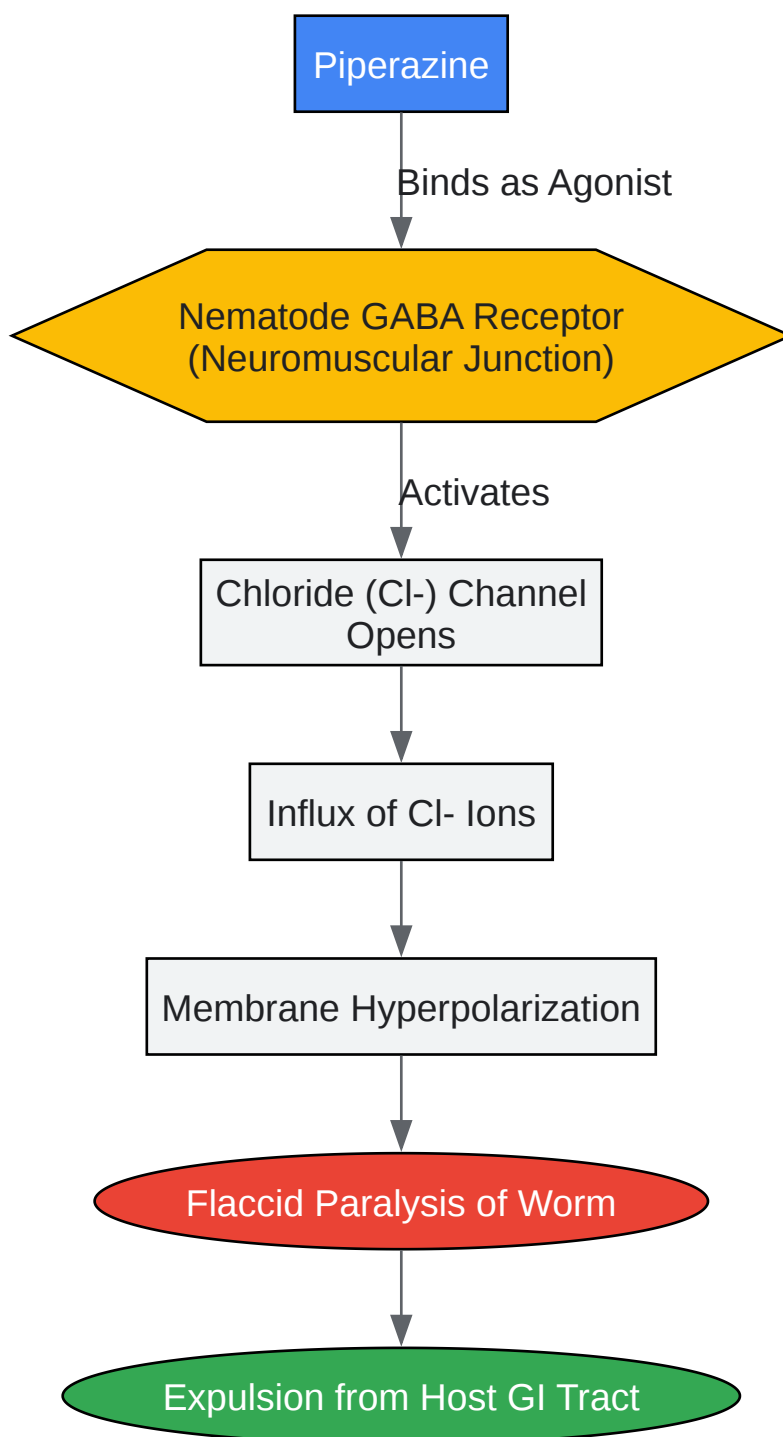 Piperazine
Binds as Agonist
Nematode GABA Receptor
(Neuromuscular Junction)
Activates
Chloride (Cl-) Channel
Opens
Influx of Cl- Ions
Membrane Hyperpolarization
Flaccid Paralysis of Worm
Expulsion from Host GI Tract